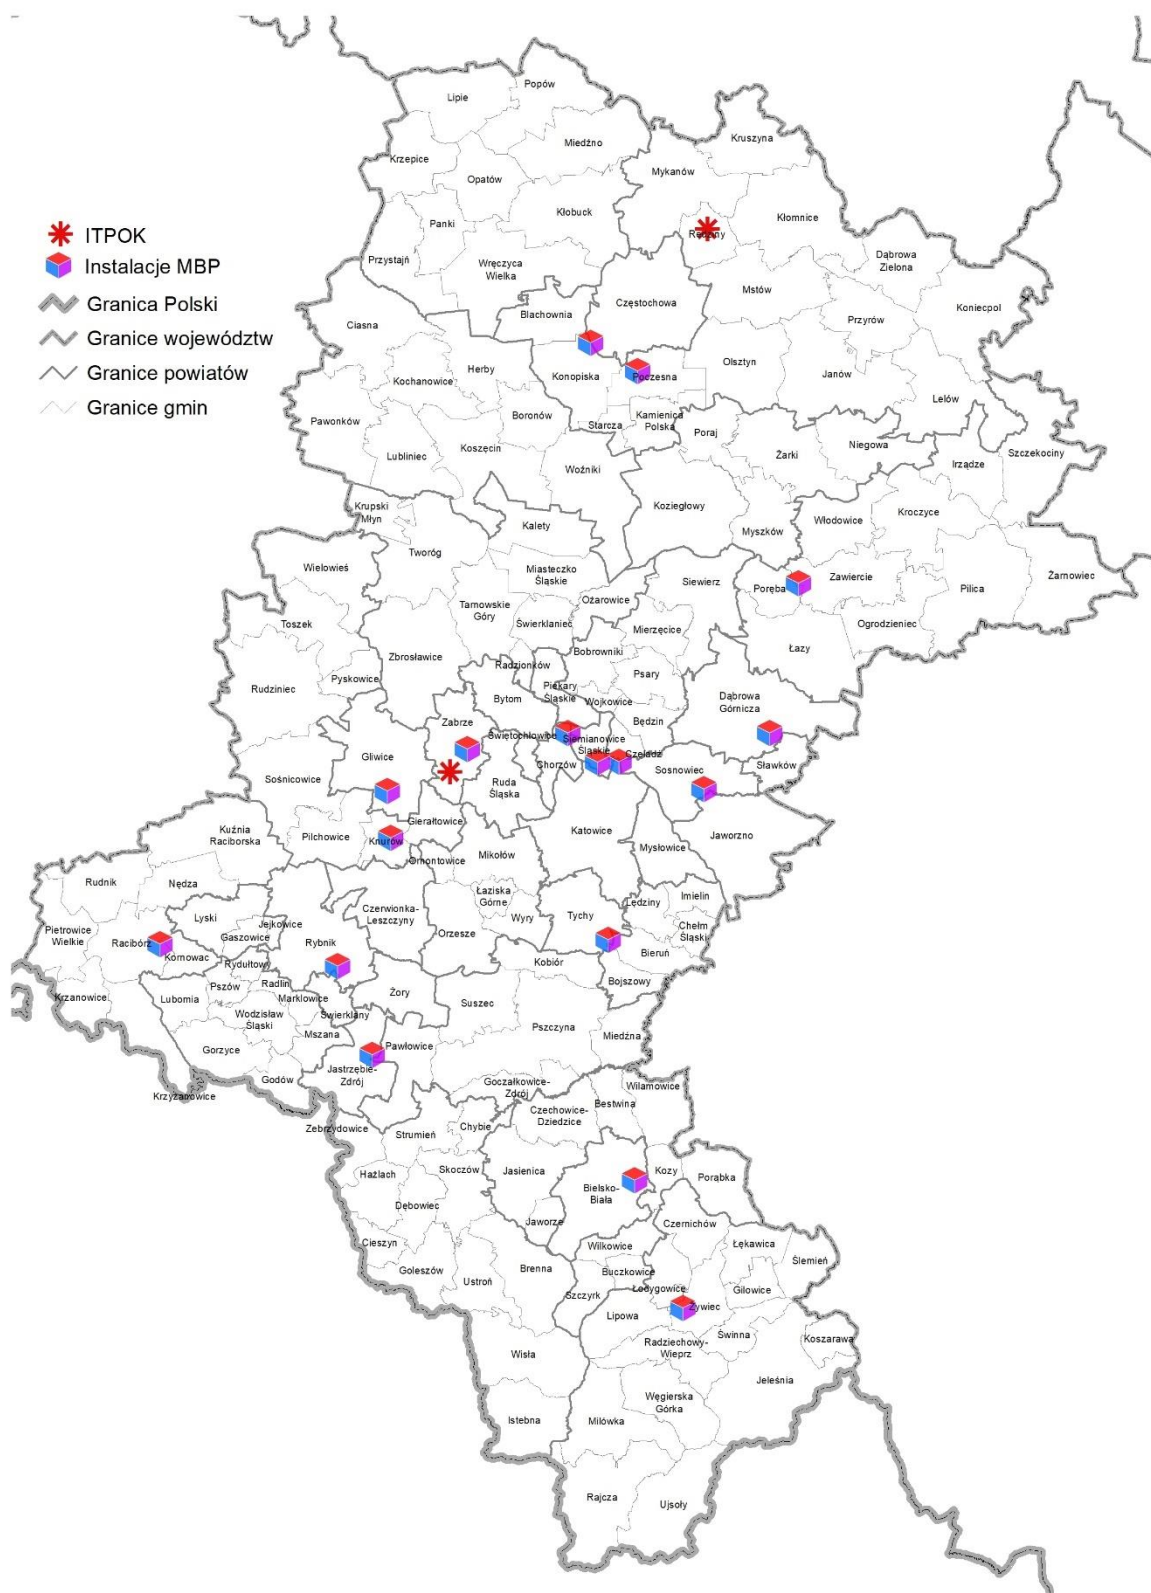 Popów
Lipie
Kruszyna
Miedźno
Krzepice
Mykanów
Opatów
Kłobuck
Kłomnice
Panki
ITPOK
Rędziny
Instalacje MBP
Przystajń
Wręczyca
Wielka
Dąbrowa
Zielona
Mstów
Granica Polski
Częstochowa
Koniecpol
Blachownia
Przyrów
Ciasna
Granice województw
Olsztyn
Herby
Konopiska
Poczesna
Janów
Granice powiatów
Kochanowice
Lelów
Granice gmin
Boronów
Kamienica
Polska
Pawonków
Starcza
Poraj
Niegowa
Koszęcin
Szczekociny
Lubliniec
Żarki
Irządze
Woźniki
Krupski
Młyn
Koziegłowy
Kroczyce
Kalety
Włodowice
Myszków
Tworóg
Wielowieś
Miasteczko
Śląskie
Siewierz
Poręba
Zawiercie
Żarnowiec
Pilica
Ożarowice
Tarnowskie
Góry
Toszek
Świerklaniec
Mierzęcice
Ogrodzieniec
Bobrowniki
Łazy
Zbrosławice
Radzionków
Pyskowice
Psary
Rudziniec
Piekary
Śląskie
Dąbrowa
Górnicza
Bytom
Wojkowice
Zabrze
Będzin
Świętochłowice
Siemianowice
Śląskie
Czeladź
Gliwice
Chorzów
Sosnowiec
Sławków
Sośnicowice
Ruda
Śląska
Gierałtowice
Kuźnia
Raciborska
Pilchowice
Knurów
Katowice
Jaworzno
Mysłowice
Ornontowice
Mikołów
Rudnik
Nędza
Łaziska
Górne
Imielin
Lędziny
Czerwionka-
Leszczyny
Lyski
Jejkowice
Wyry
Tychy
Chełm
Śląski
Pietrowice
Wielkie
Gaszowice
Orzesze
Racibórz
Rybnik
Bieruń
Kornowac
Kobiór
Rydułtowy
Bojszowy
Pszów
Radlin
Żory
Krzanowice
Lubomia
Marklowice
Suszec
Wodzisław
Śląski
Świerklany
Pszczyna
Mszana
Miedźna
Pawłowice
Gorzyce
Jastrzębie-
Zdrój
Godów
Goczałkowice-
Zdrój
Wilamowice
Krzyżanowice
Bestwina
Czechowice-
Dziedzice
Zebrzydowice
Chybie
Strumień
Hażlach
Skoczów
Jasienica
Kozy
Porąbka
Bielsko-
Biała
Dębowiec
Jaworze
Czernichów
Cieszyn
Wilkowice
Łękawica
Ślemień
Goleszów
Brenna
Buczkowice
Ustroń
Łodygowice
Gilowice
Szczyrk
Żywiec
Lipowa
Świnna
Koszarawa
Radziechowy-
Wieprz
Wisła
Jeleśnia
Węgierska
Górka
Istebna
Milówka
Rajcza
Ujsoły